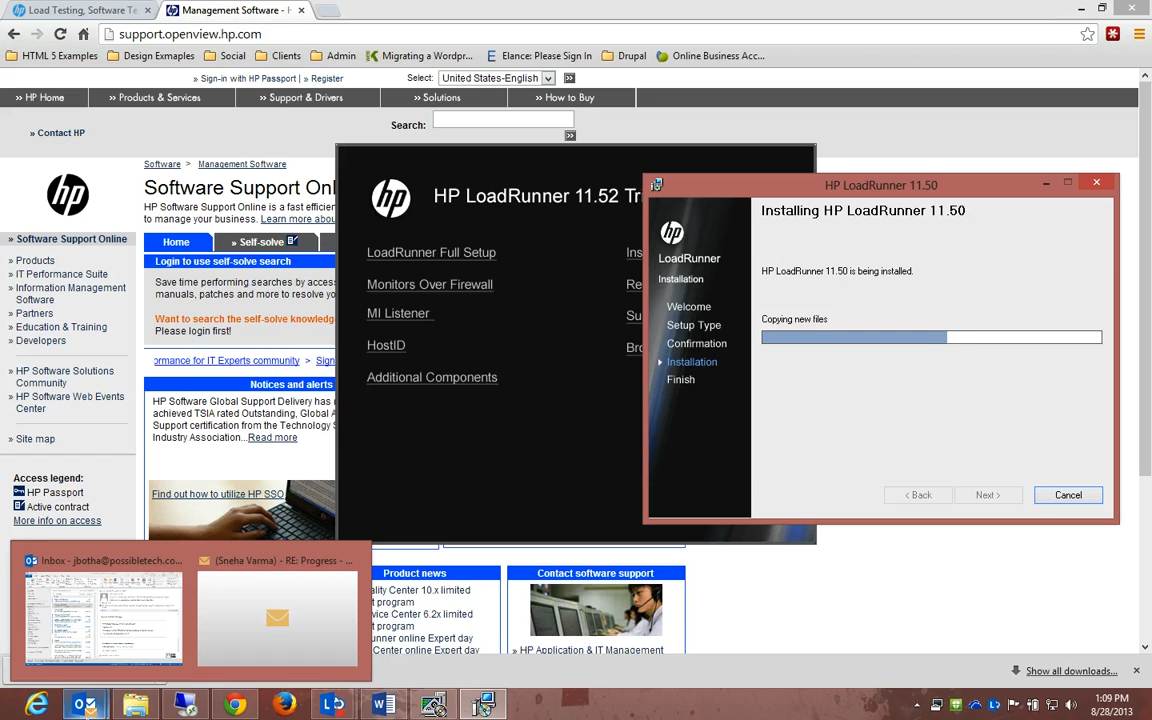 Load Testing, Software Te
Management Software - H
support.openview.hp.com
HTML 5 Examples
Design Exmaples
Social
Clients
Admin
Migrating a Wordpr...
Elance: Please Sign In
Drupal
Online Business Acc...
» Sign-in with HP Passport | » Register
Select: United States-English »
» HP Home
» Products & Services
» Support & Drivers
» Solutions
» How to Buy
Search:
»
» Contact HP
Software > Management Software
hp
Software Support Onl
HP Software Support Online is a fast efficien
to manage your business. Learn more abou
» Software Support Online
» Products
» IT Performance Suite
» Information Management
Software
» Partners
» Education & Training
» Developers
» HP Software Solutions
Community
» HP Software Web Events
Center
» Site map
Access legend:
HP Passport
Active contract
More info on access
Home
» Self-solve
Login to use self-solve search
Save time performing searches by access
manuals, patches and more to resolve yo
Want to search the self-solve knowledg
Please login first!
ormance for IT Experts community > Sign
Notices and alerts
HP Software Global Support Delivery has
achieved TSIA rated Outstanding, Global A
Support certification from the Technology S
Industry Association...Read more
Find out how to utilize HP SSO
hp
HP LoadRunner 11.52 Tr
LoadRunner Full Setup
Monitors Over Firewall
MI Listener
HostID
Additional Components
Ins
Re
Su
Bro
HP LoadRunner 11.50
hp
LoadRunner
Installation
Welcome
Setup Type
Confirmation
Installation
Finish
Installing HP LoadRunner 11.50
HP LoadRunner 11.50 is being installed.
Copying new files
< Back
Next >
Cancel
Inbox - jbotha@possibletech.co...
(Sneha Varma) - RE: Progress - ...
Product news
ality Center 10.x limited
t program
vice Center 6.2x limited
t program
unner online Expert day
Center online Expert day
Contact software support
» HP Application & IT Management
Show all downloads...
1:09 PM
8/28/2013